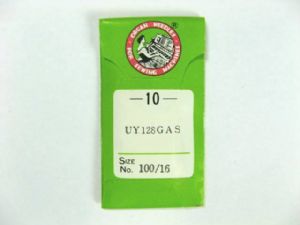 ORGAN NEEDLES
FOR SEWING MACHINES
®
—10—
UY128GAS
SIZE
No. 100/16